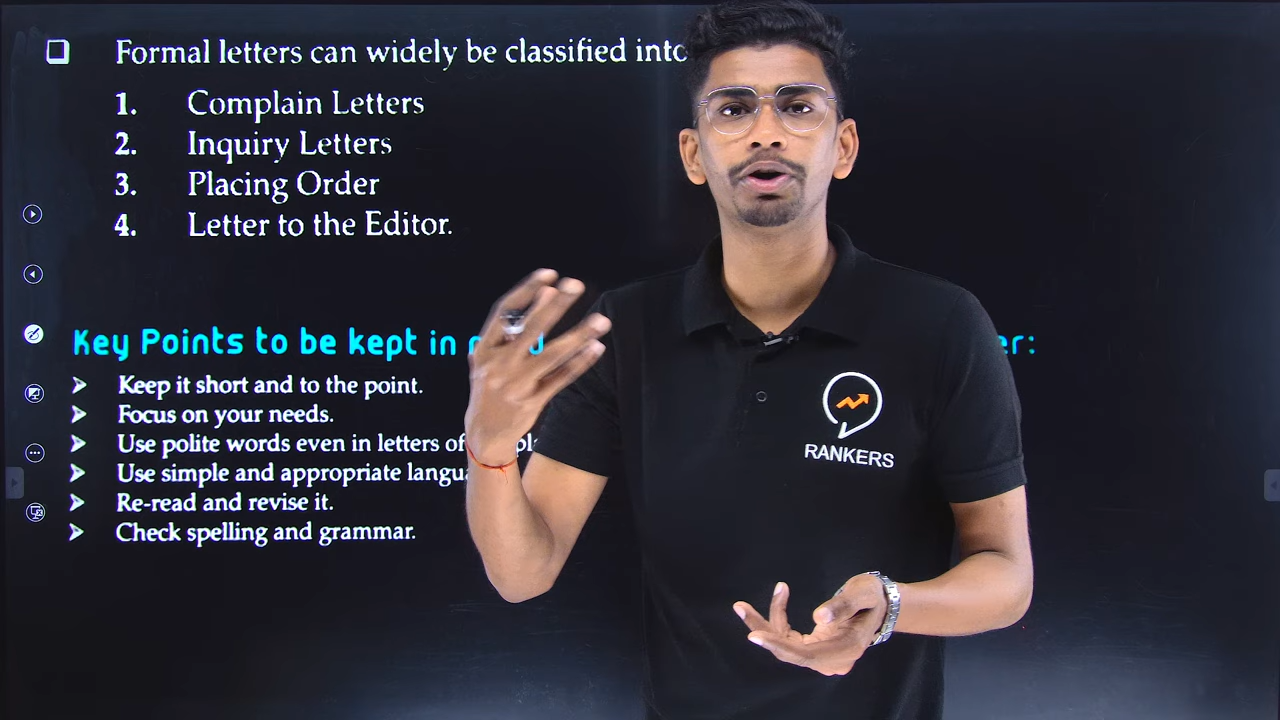 Formal letters can widely be classified into
1. Complain Letters
2. Inquiry Letters
3. Placing Order
4. Letter to the Editor.
Key Points to be kept in
Keep it short and to the point.
Focus on your needs.
Use polite words even in letters of
Use simple and appropriate
Re-read and revise it.
Check spelling and grammar.
RANKERS